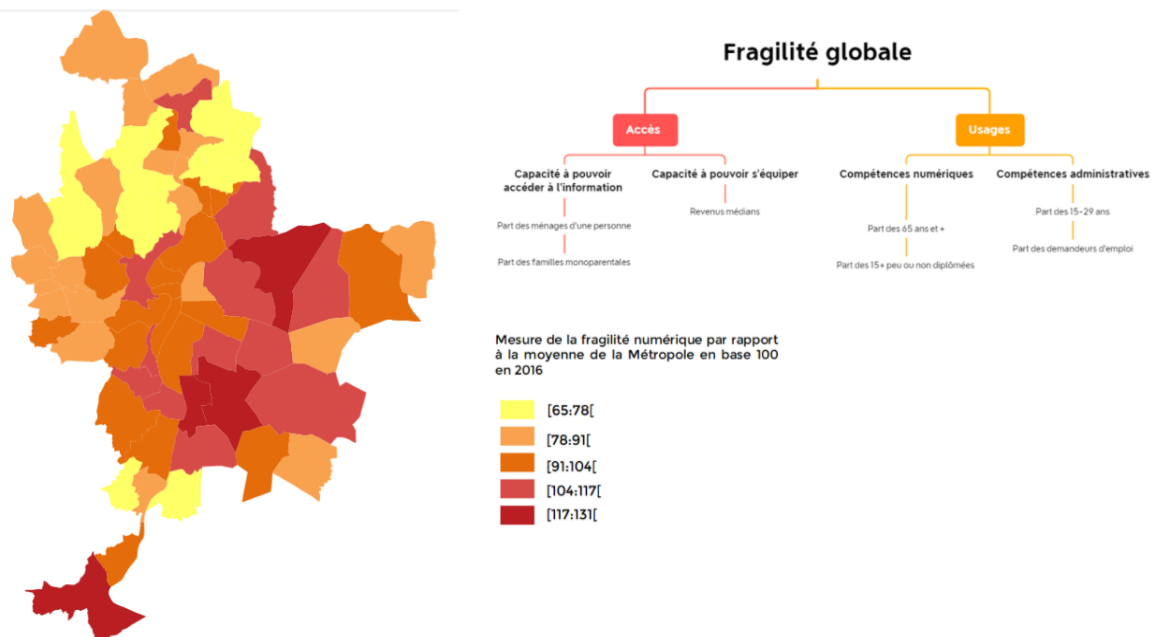 Fragilité globale
Accès
Usages
Capacité à pouvoir
accéder à l'information
Capacité à pouvoir s'équiper
Compétences numériques
Compétences administratives
Part des ménages d'une personne
Revenus médians
Part des 65 ans et +
Part des 15-29 ans
Part des familles monoparentales
Part des 15+ peu ou non diplômées
Part des demandeurs d'emploi
Mesure de la fragilité numérique par rapport
à la moyenne de la Métropole en base 100
en 2016
[65:78[
[78:91[
[91:104[
[104:117[
[117:131[